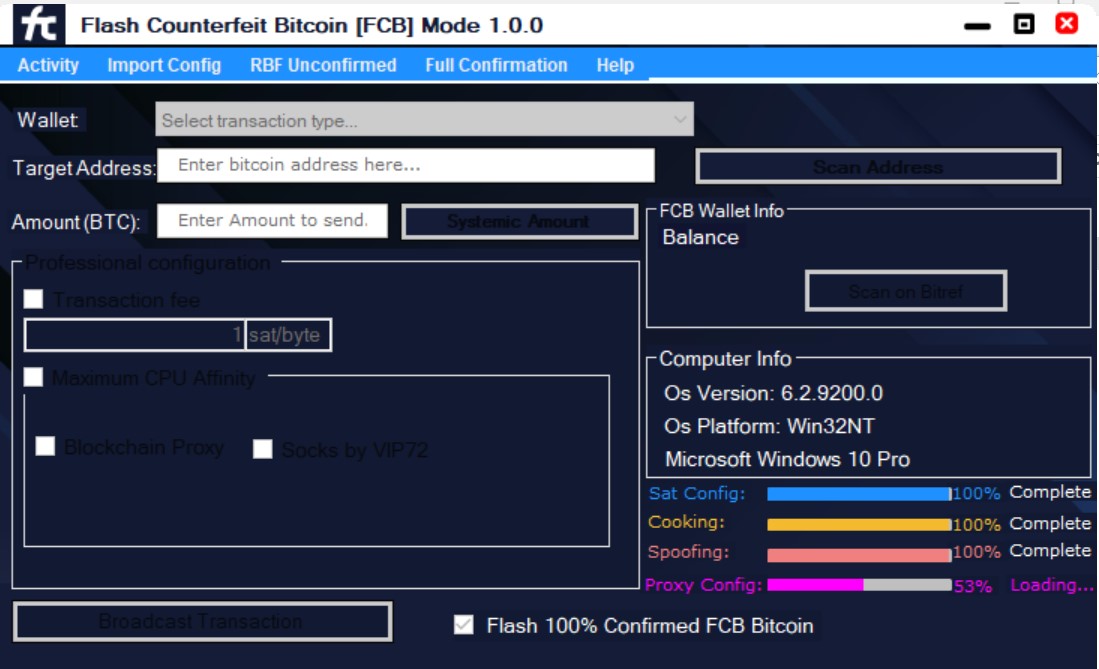 fc Flash Counterfeit Bitcoin [FCB] Mode 1.0.0
Activity Import Config RBF Unconfirmed Full Confirmation Help
Wallet: Select transaction type...
Target Address: Enter bitcoin address here... Scan Address
Amount (BTC): Enter Amount to send. Systemic Amount
FCB Wallet Info
Balance
Scan on Bitref
Professional configuration
Transaction fee
1 sat/byte
Maximum CPU Affinity
Blockchain Proxy Socks by VIP72
Computer Info
Os Version: 6.2.9200.0
Os Platform: Win32NT
Microsoft Windows 10 Pro
Sat Config: 100% Complete
Cooking: 100% Complete
Spoofing: 100% Complete
Proxy Config: 53% Loading...
Broadcast Transaction
Flash 100% Confirmed FCB Bitcoin